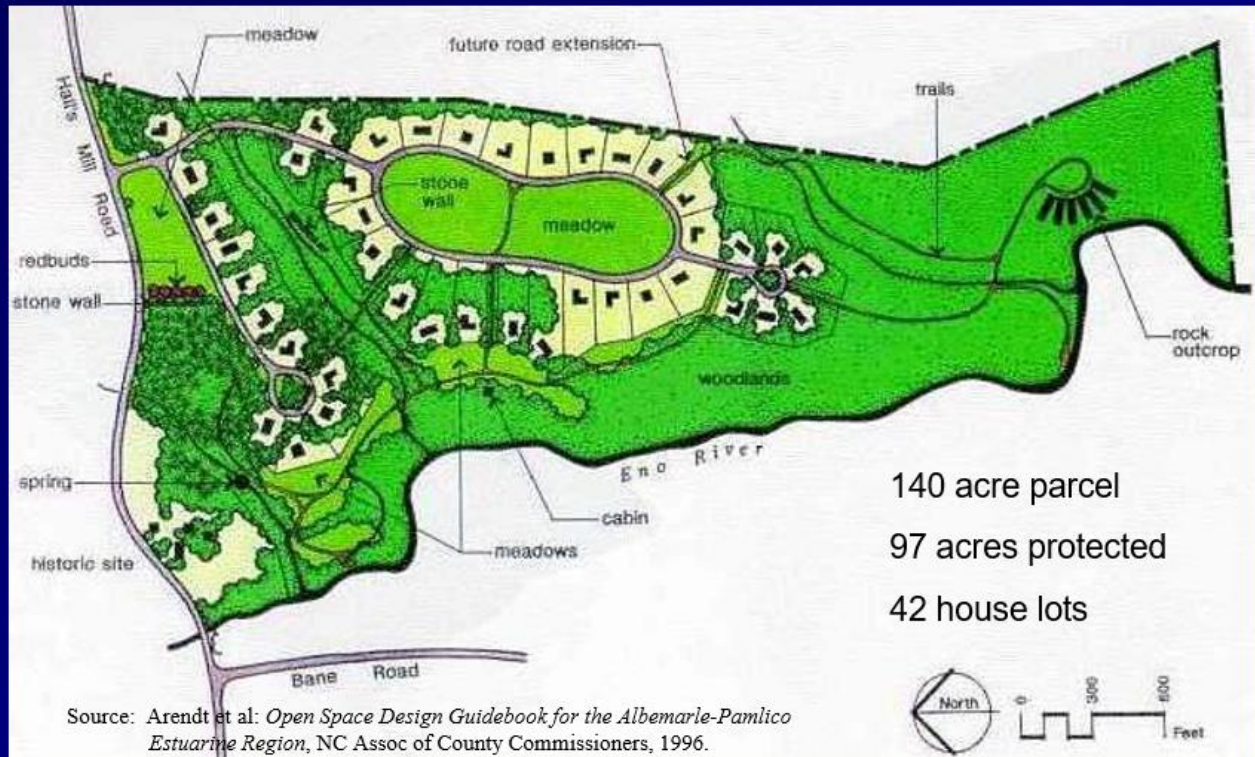 meadow
future road extension
trails
Hall's Mill Road
stone
wall
meadow
redbuds
stone wall
rock
outcrop
woodlands
Eno River
spring
cabin
meadows
historic site
140 acre parcel
97 acres protected
42 house lots
Bane Road
North
0 300 600
Feet
Source: Arendt et al: Open Space Design Guidebook for the Albemarle-Pamlico
Estuarine Region, NC Assoc of County Commissioners, 1996.